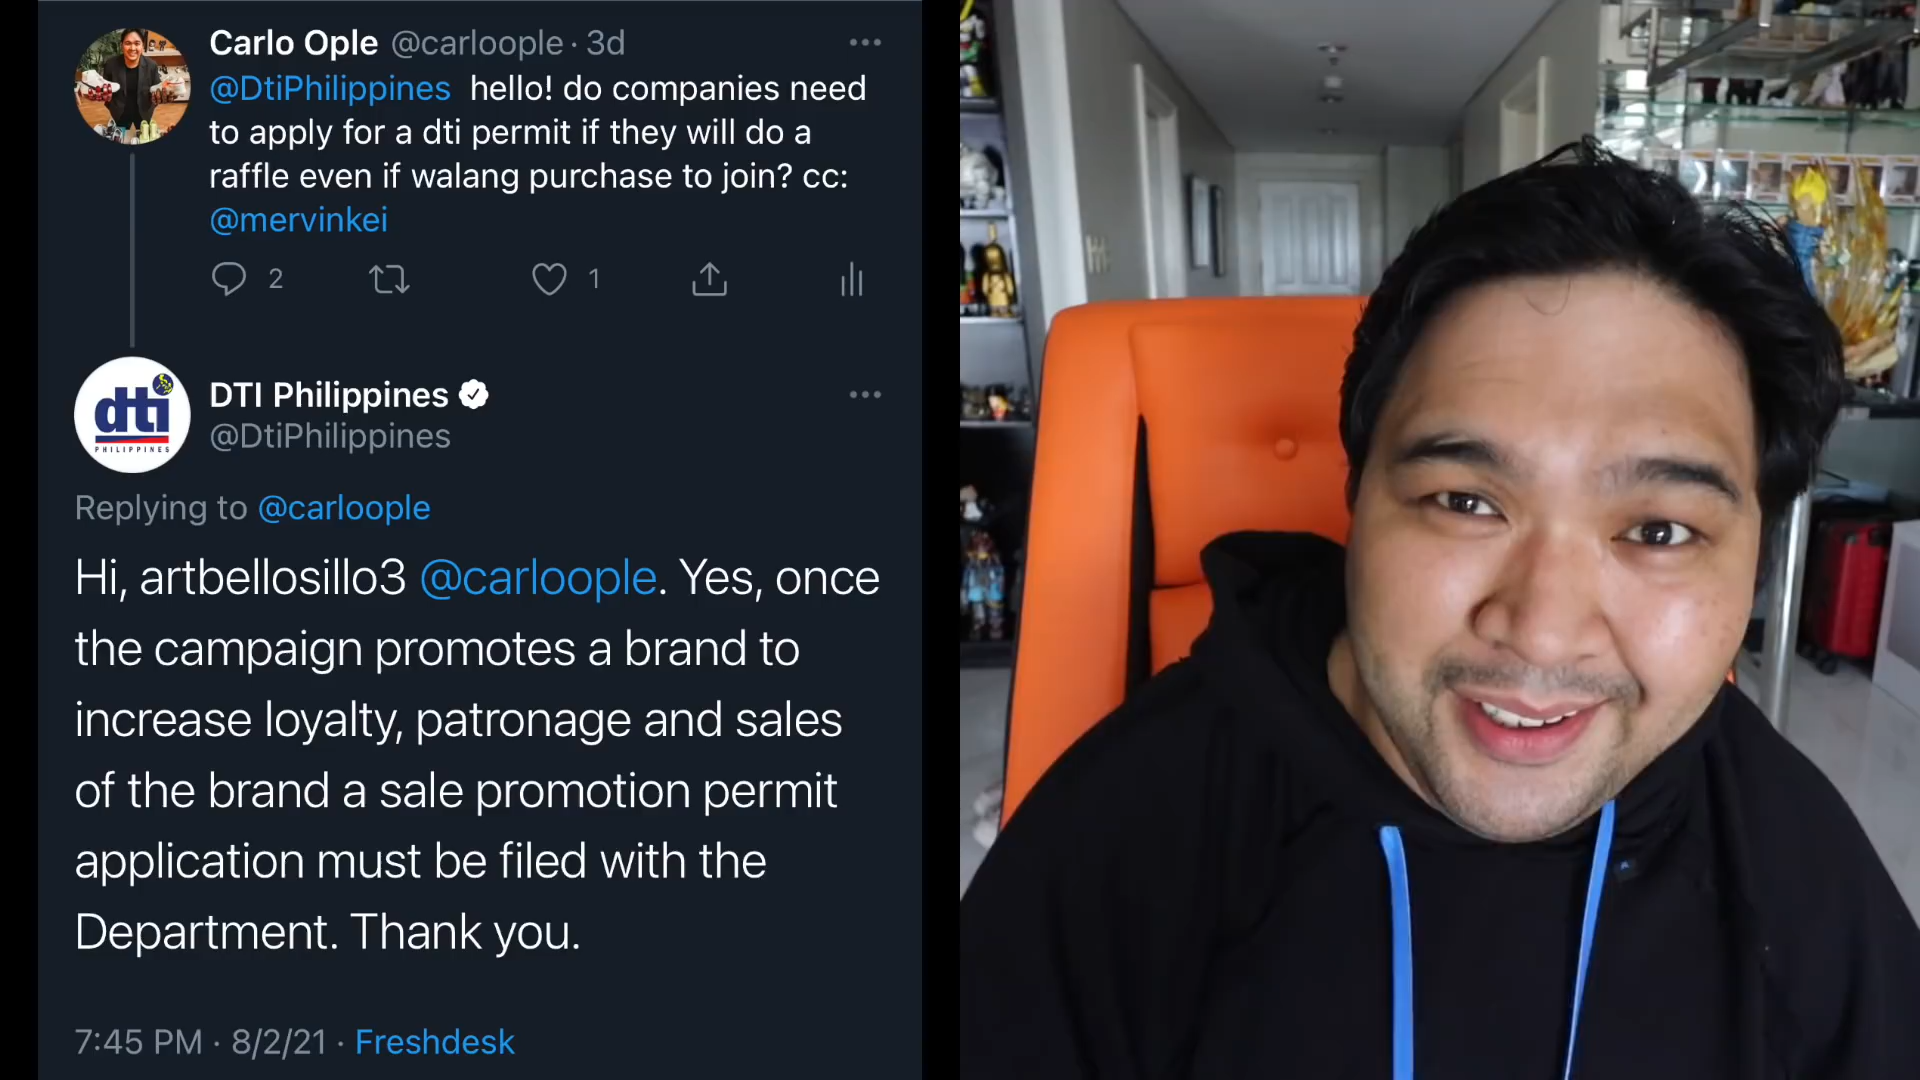 Carlo Ople @carloople · 3d
@DtiPhilippines hello! do companies need
to apply for a dti permit if they will do a
raffle even if walang purchase to join? cc:
@mervinkei
2
1
dti
PHILIPPINES
DTI Philippines
@DtiPhilippines
Replying to @carloople
Hi, artbellosillo3 @carloople. Yes, once
the campaign promotes a brand to
increase loyalty, patronage and sales
of the brand a sale promotion permit
application must be filed with the
Department. Thank you.
7:45 PM · 8/2/21 · Freshdesk